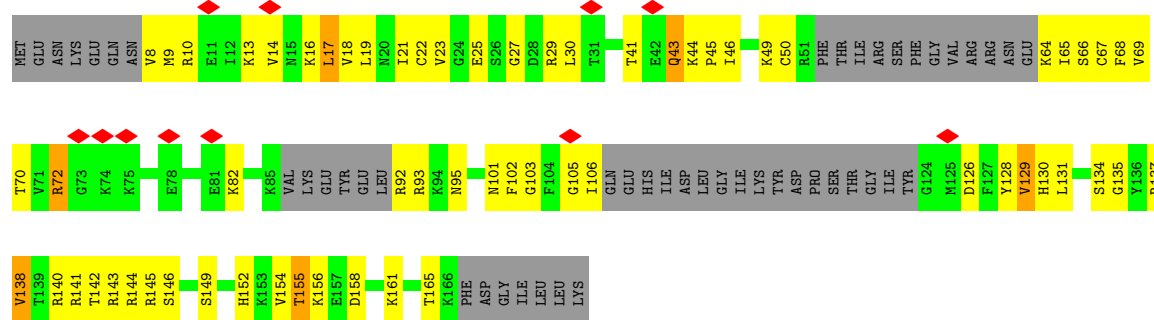 MET GLU ASN LYS GLU GLN ASN V8 M9 R10 E11 I12 K13 V14 N15 K16 L17 V18 L19 N20 I21 C22 V23 G24 E25 S26 G27 D28 R29 L30 T31 T41 E42 Q43 K44 P45 I46 K49 C50 R51 PHE THR ILE ARG SER PHE GLY VAL ARG ARG ASN GLU K64 I65 S66 C67 F68 V69
T70 V71 R72 G73 K74 K75 E78 E81 K82 K85 VAL LYS GLU TYR GLU LEU R92 R93 K94 N95 N101 F102 G103 F104 G105 I106 GLN GLU HIS ILE ASP LEU GLY ILE LYS TYR ASP PRO SER THR GLY ILE TYR G124 M125 D126 F127 Y128 V129 H130 L131 S134 G135 Y136
V138 T139 R140 R141 T142 R143 R144 R145 S146 S149 H152 K153 V154 T155 K156 E157 D158 K161 T165 K166 PHE ASP GLY ILE LEU LEU LYS